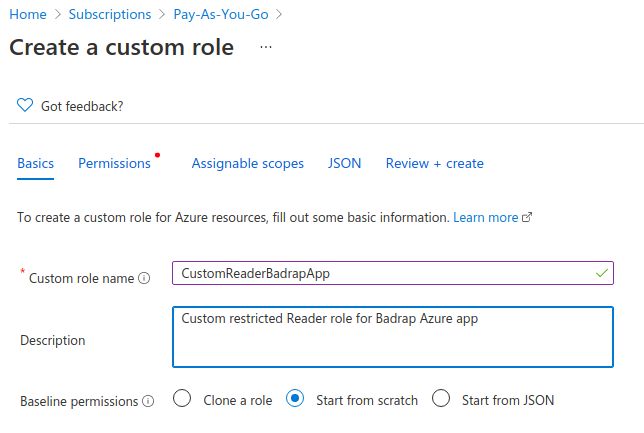 Home > Subscriptions > Pay-As-You-Go >
Create a custom role ...
Got feedback?
Basics Permissions Assignable scopes JSON Review + create
To create a custom role for Azure resources, fill out some basic information. Learn more
* Custom role name CustomReaderBadrapApp
Description Custom restricted Reader role for Badrap Azure app
Baseline permissions Clone a role Start from scratch Start from JSON